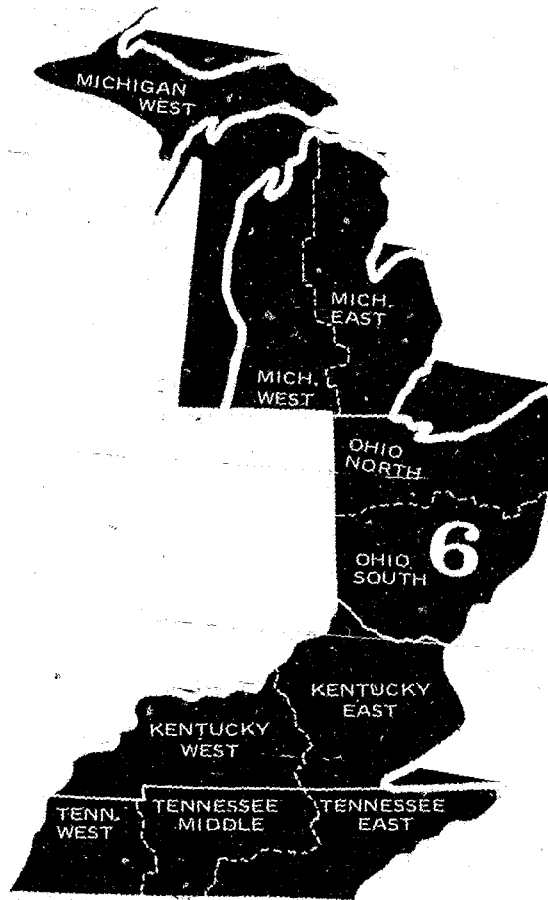 MICHIGAN
WEST
MICH.
EAST
MICH.
WEST
OHIO
NORTH
6
OHIO
SOUTH
KENTUCKY
EAST
KENTUCKY
WEST
TENN.
WEST
TENNESSEE
MIDDLE
TENNESSEE
EAST